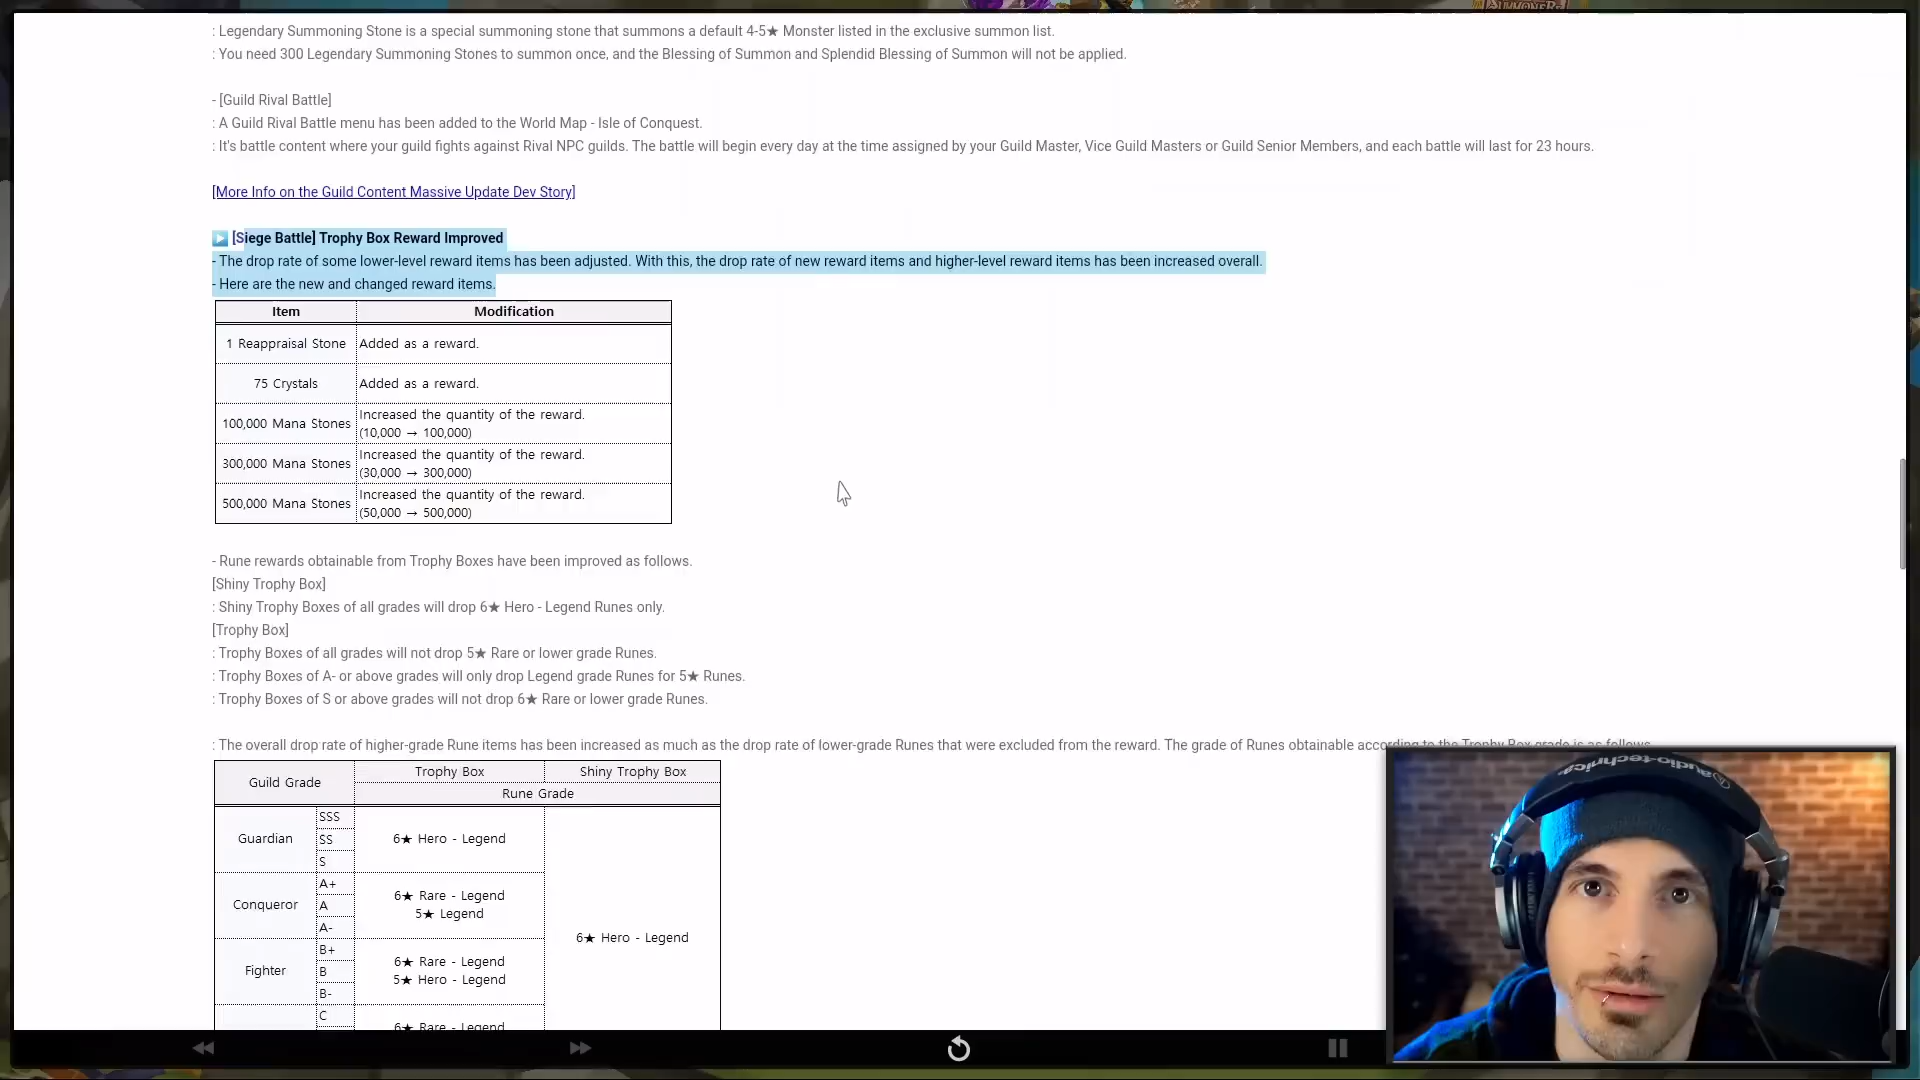 : Legendary Summoning Stone is a special summoning stone that summons a default 4-5★ Monster listed in the exclusive summon list.
: You need 300 Legendary Summoning Stones to summon once, and the Blessing of Summon and Splendid Blessing of Summon will not be applied.
- [Guild Rival Battle]
: A Guild Rival Battle menu has been added to the World Map - Isle of Conquest.
: It's battle content where your guild fights against Rival NPC guilds. The battle will begin every day at the time assigned by your Guild Master, Vice Guild Masters or Guild Senior Members, and each battle will last for 23 hours.
[More Info on the Guild Content Massive Update Dev Story]
▶ [Siege Battle] Trophy Box Reward Improved
- The drop rate of some lower-level reward items has been adjusted. With this, the drop rate of new reward items and higher-level reward items has been increased overall.
- Here are the new and changed reward items.
Item Modification
1 Reappraisal Stone Added as a reward.
75 Crystals Added as a reward.
100,000 Mana Stones Increased the quantity of the reward.
(10,000 → 100,000)
300,000 Mana Stones Increased the quantity of the reward.
(30,000 → 300,000)
500,000 Mana Stones Increased the quantity of the reward.
(50,000 → 500,000)
- Rune rewards obtainable from Trophy Boxes have been improved as follows.
[Shiny Trophy Box]
: Shiny Trophy Boxes of all grades will drop 6★ Hero - Legend Runes only.
[Trophy Box]
: Trophy Boxes of all grades will not drop 5★ Rare or lower grade Runes.
: Trophy Boxes of A- or above grades will only drop Legend grade Runes for 5★ Runes.
: Trophy Boxes of S or above grades will not drop 6★ Rare or lower grade Runes.
: The overall drop rate of higher-grade Rune items has been increased as much as the drop rate of lower-grade Runes that were excluded from the reward. The grade of Runes obtainable according to the Trophy Box grade is as follows.
Guild Grade Trophy Box Shiny Trophy Box
Rune Grade
Guardian SSS
SS 6★ Hero - Legend
S
Conqueror A+
A 6★ Rare - Legend
5★ Legend
A-
6★ Hero - Legend
Fighter B+
B 6★ Rare - Legend
5★ Hero - Legend
B-
C
6★ Rare - Legend
audio-technica